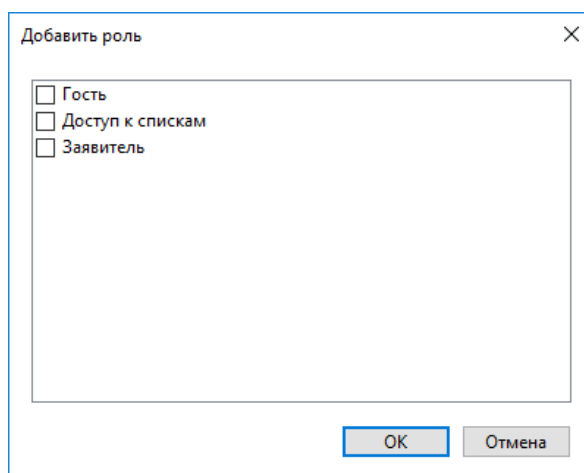 Добавить роль
Гость
Доступ к спискам
Заявитель
OK
Отмена